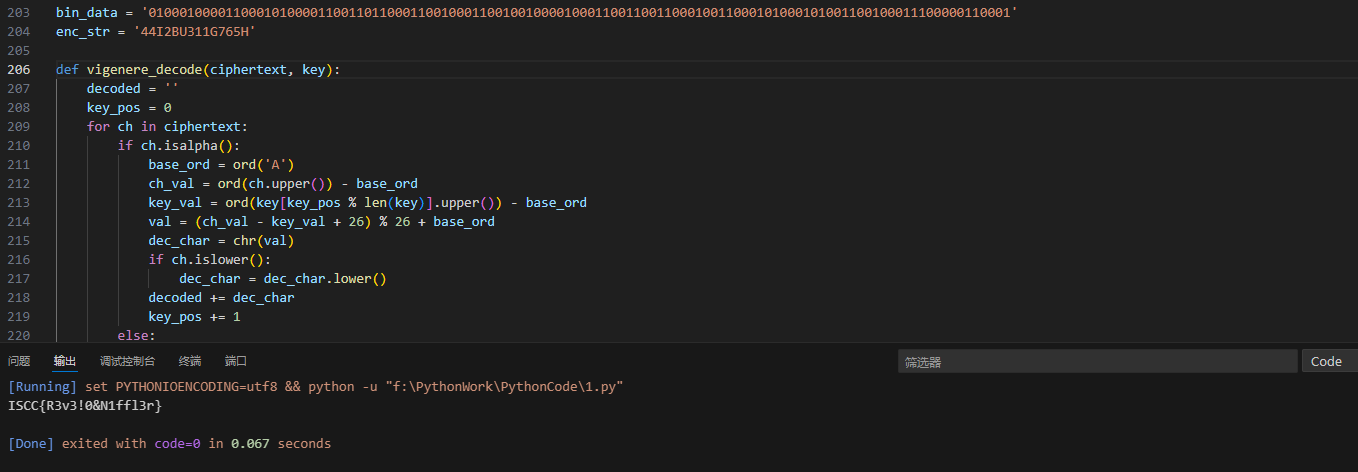 203 bin_data = '0100010000110001010000110011011000110010001100100100001000110011001100010011000101000101001100100011100000110001'
204 enc_str = '44I2BU311G765H'
205
206 def vigenere_decode(ciphertext, key):
207 decoded = ''
208 key_pos = 0
209 for ch in ciphertext:
210 if ch.isalpha():
211 base_ord = ord('A')
212 ch_val = ord(ch.upper()) - base_ord
213 key_val = ord(key[key_pos % len(key)].upper()) - base_ord
214 val = (ch_val - key_val + 26) % 26 + base_ord
215 dec_char = chr(val)
216 if ch.islower():
217 dec_char = dec_char.lower()
218 decoded += dec_char
219 key_pos += 1
220 else:
问题 输出 调试控制台 终端 端口 筛选器 Code
[Running] set PYTHONIOENCODING=utf8 && python -u "f:\PythonWork\PythonCode\1.py"
ISCC{R3v3!0&N1ffl3r}
[Done] exited with code=0 in 0.067 seconds